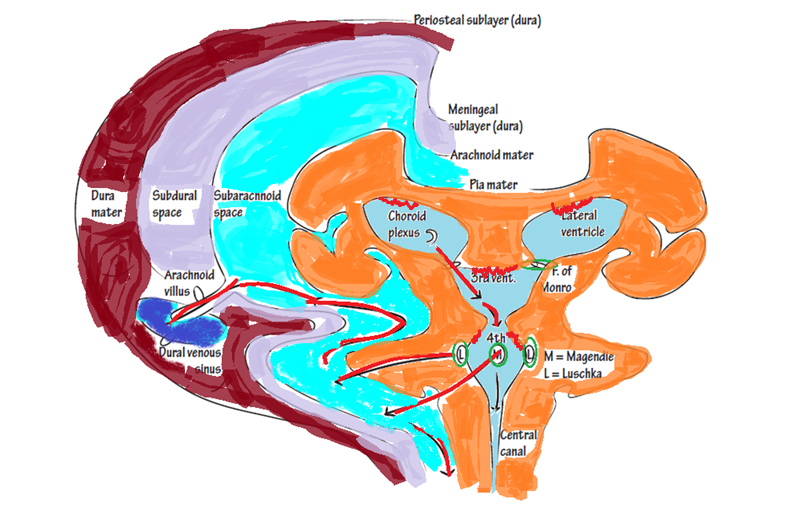 Periosteal sublayer (dura)
Meningeal
sublayer (dura)
Arachnoid mater
Pia mater
Dura
mater
Subdural
space
Subarachnoid
space
Choroid
plexus
Lateral
ventricle
Arachnoid
villus
3rd vent.
F. of
Monro
4th
L
M
L
M = Magendie
L = Luschka
Dural venous
sinus
Central
canal